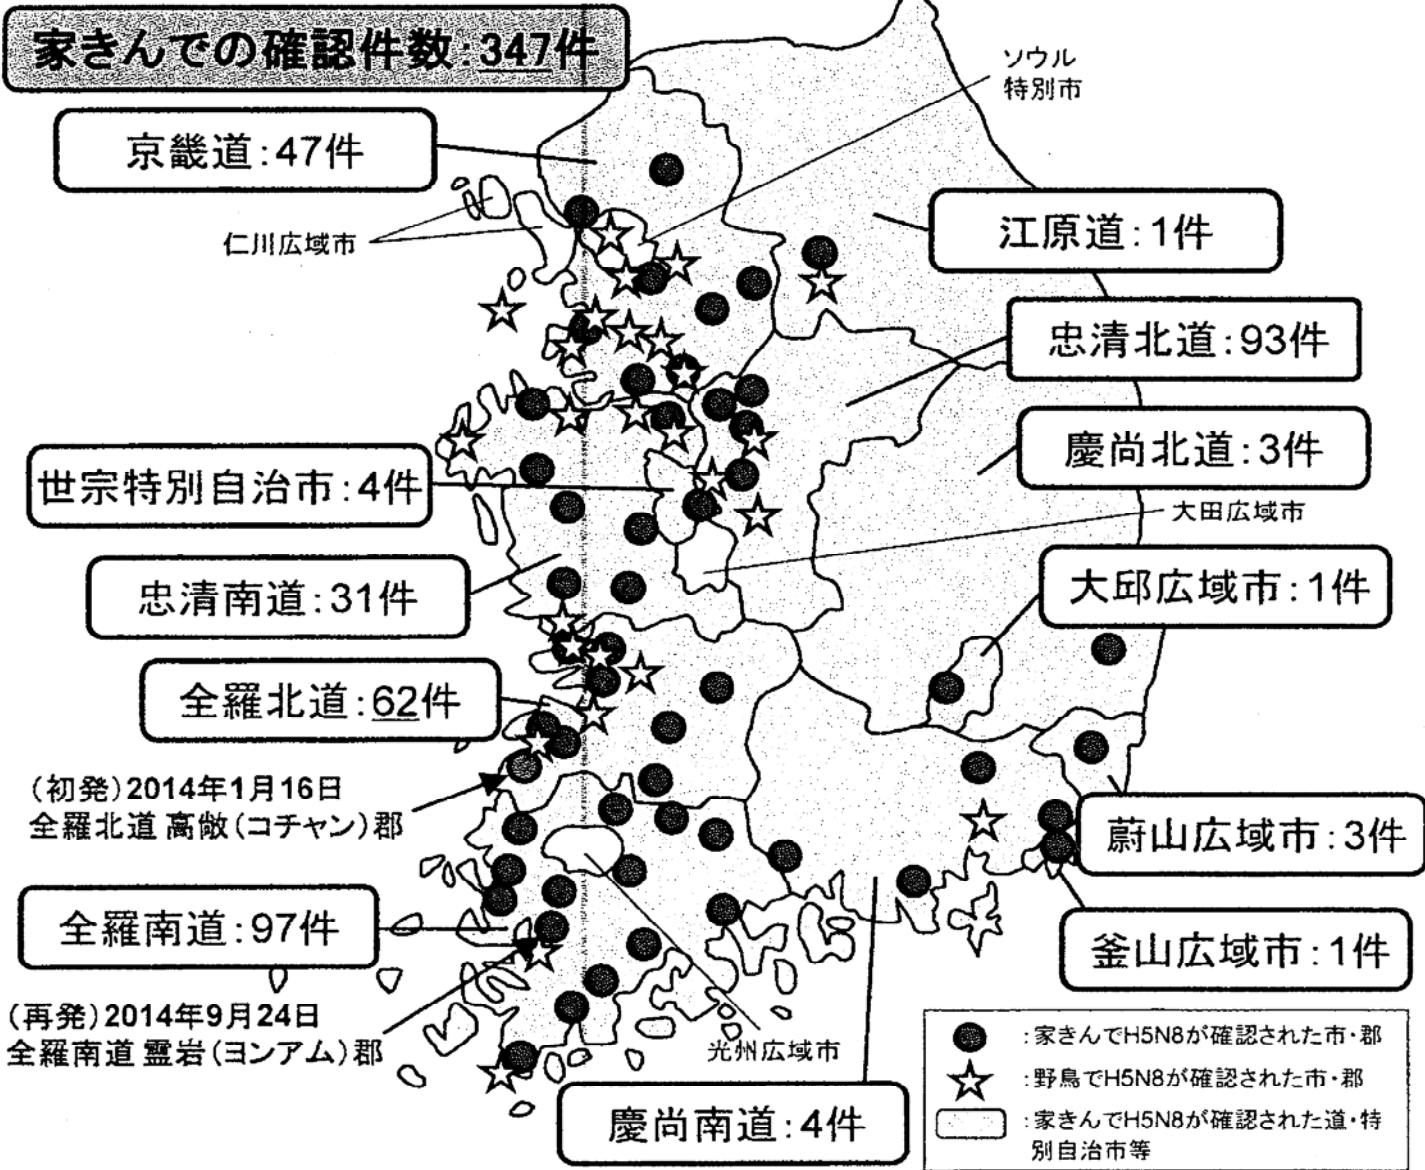 家きんでの確認件数:347件
ソウル
特別市
京畿道:47件
仁川広域市
江原道:1件
忠清北道:93件
慶尚北道:3件
世宗特別自治市:4件
大田広域市
忠清南道:31件
大邱広域市:1件
全羅北道:62件
(初発)2014年1月16日
全羅北道 高敞(コチャン)郡
蔚山広域市:3件
全羅南道:97件
釜山広域市:1件
(再発)2014年9月24日
全羅南道 霊岩(ヨンアム)郡
光州広域市
慶尚南道:4件
:家きんでH5N8が確認された市・郡
:野鳥でH5N8が確認された市・郡
:家きんでH5N8が確認された道・特
別自治市等